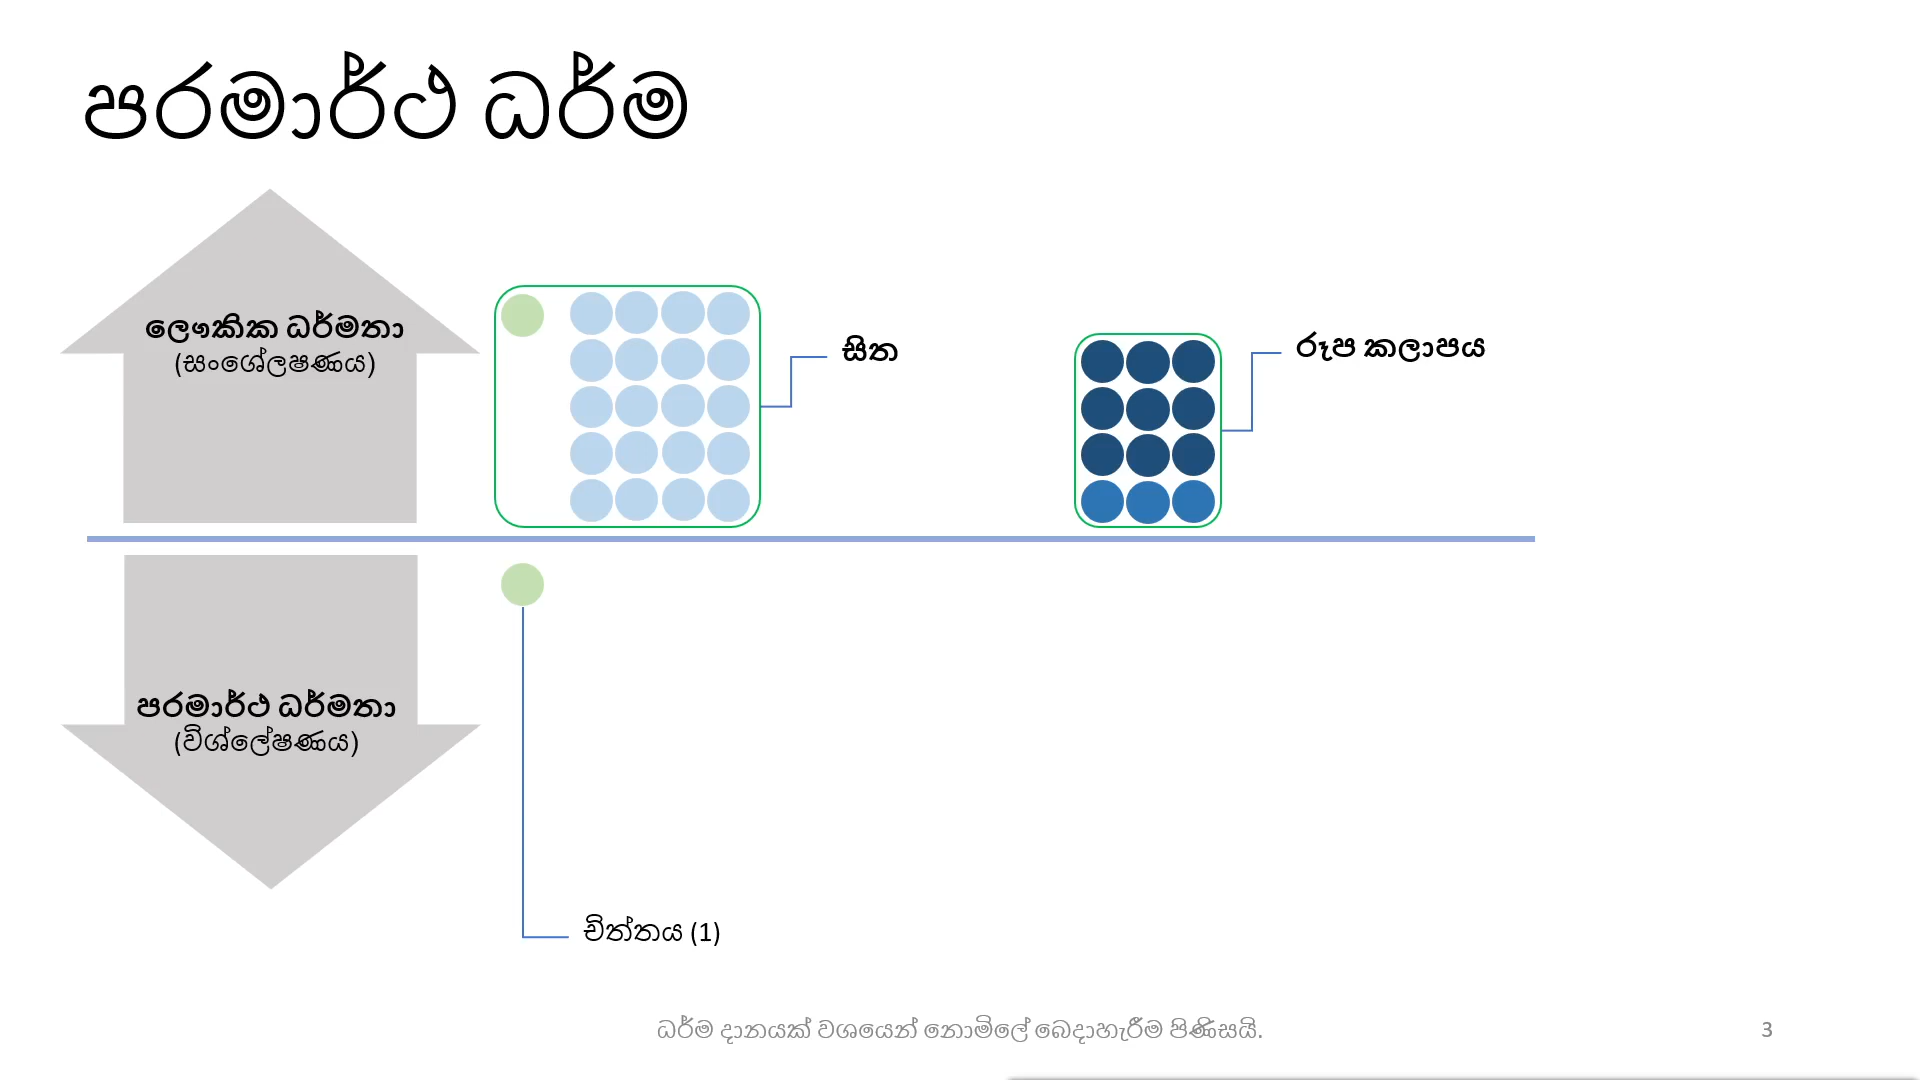 පරමාර්ථ ධර්ම
ලෞකික ධර්මතා
(සංශ්ලේෂණය)
සිත
රූප කලාපය
පරමාර්ථ ධර්මතා
(විශ්ලේෂණය)
චිත්තය (1)
ධර්ම දානයක් වශයෙන් නොමිලේ බෙදාහැරීම පිණිසයි.
3